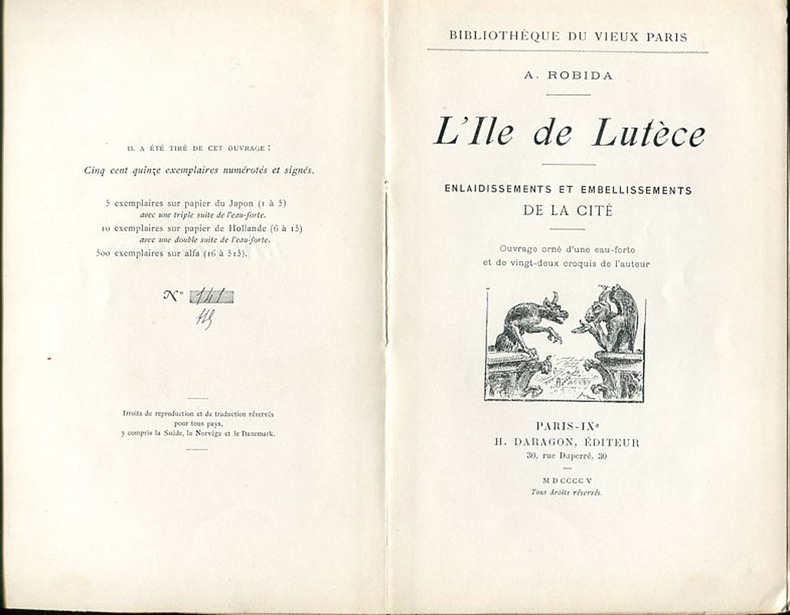 IL A ÉTÉ TIRÉ DE CET OUVRAGE :
Cinq cent quinze exemplaires numérotés et signés.
5 exemplaires sur papier du Japon (1 à 5)
avec une triple suite de l'eau-forte.
10 exemplaires sur papier de Hollande (6 à 15)
avec une double suite de l'eau-forte.
500 exemplaires sur alfa (16 à 515).
N° 141
Droits de reproduction et de traduction réservés
pour tous pays,
y compris la Suède, la Norvège et le Danemark.
BIBLIOTHÈQUE DU VIEUX PARIS
A. ROBIDA
L'Ile de Lutèce
ENLAIDISSEMENTS ET EMBELLISSEMENTS
DE LA CITÉ
Ouvrage orné d'une eau-forte
et de vingt-deux croquis de l'auteur
PARIS-IXe
H. DARAGON, ÉDITEUR
30, rue Duperré, 30
MDCCCCV
Tous droits réservés.